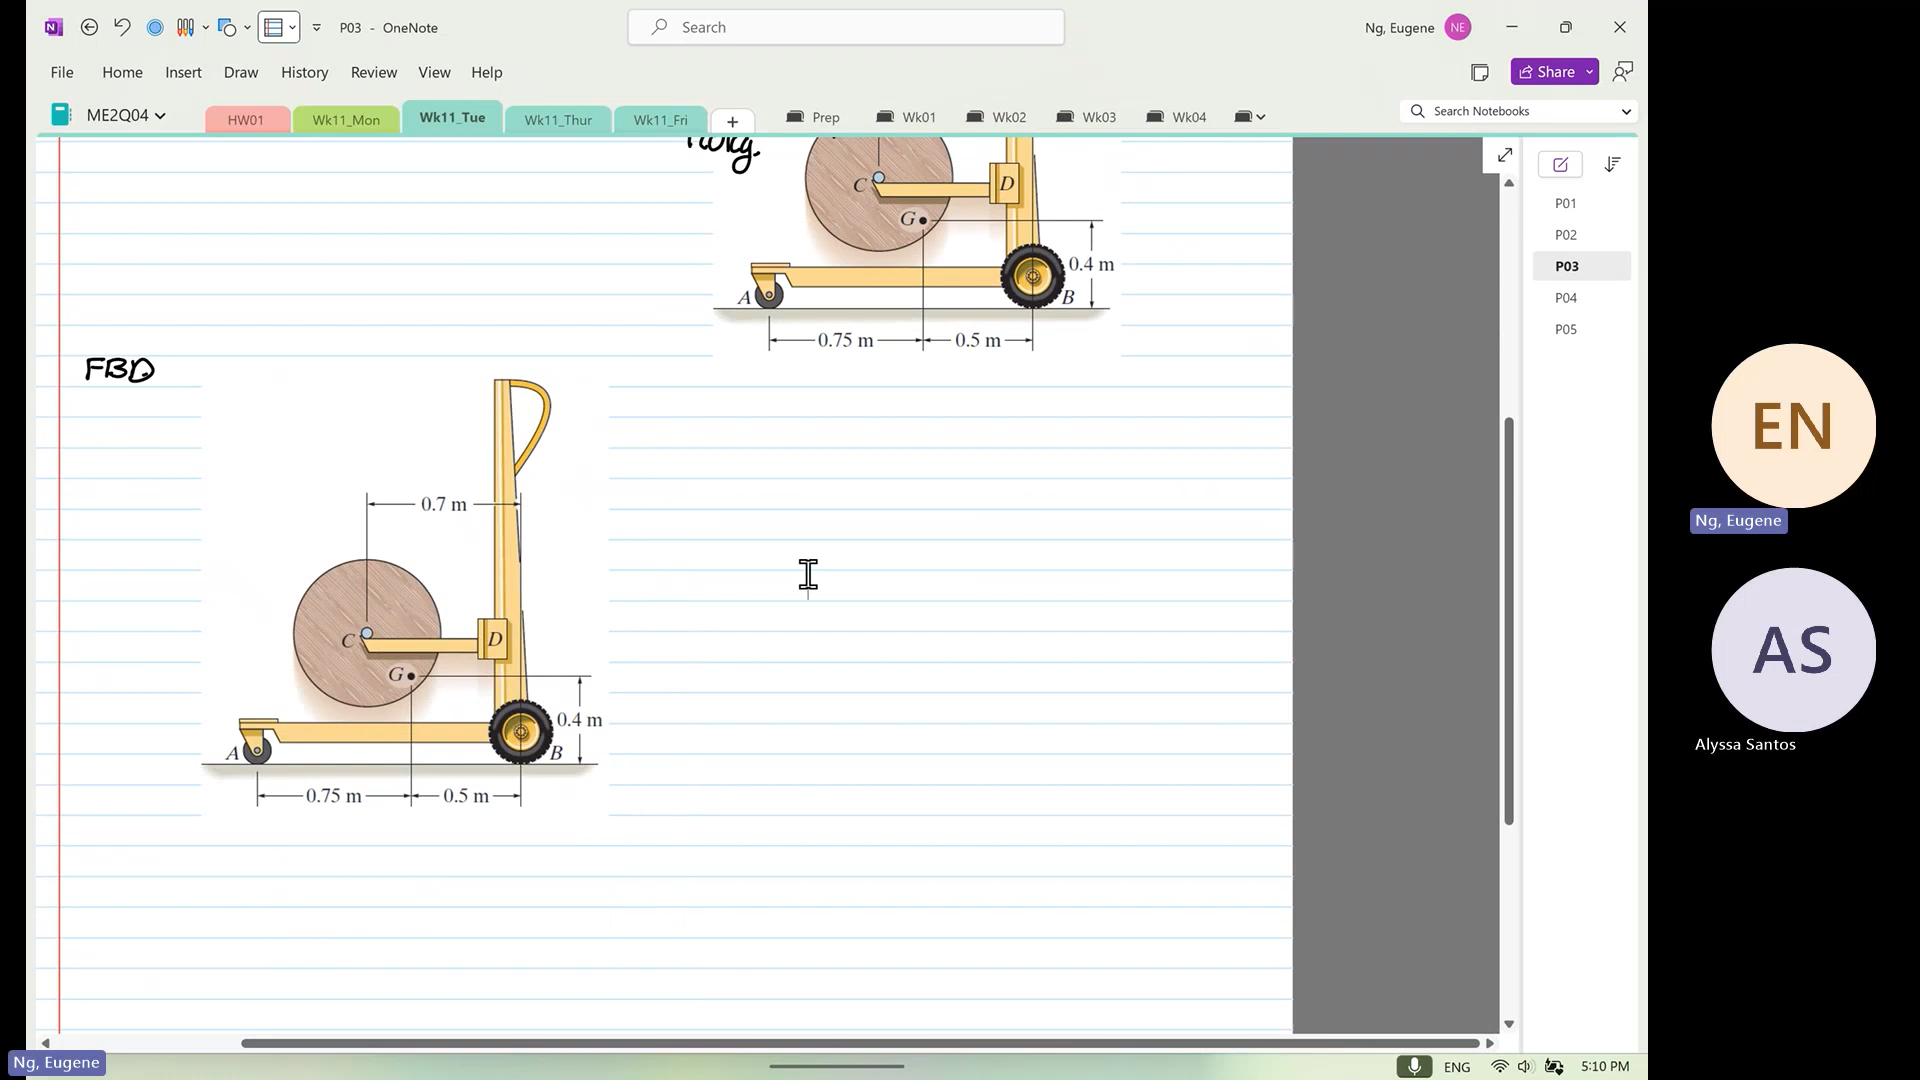 P03 - OneNote
Search
Ng, Eugene
NE
File
Home
Insert
Draw
History
Review
View
Help
Share
ME2Q04
HW01
Wk11_Mon
Wk11_Tue
Wk11_Thur
Wk11_Fri
Prep
Wk01
Wk02
Wk03
Wk04
Search Notebooks
P01
P02
P03
P04
P05
C
D
G
0.4 m
A
B
0.75 m
0.5 m
FBD
0.7 m
C
D
G
0.4 m
A
B
0.75 m
0.5 m
EN
Ng, Eugene
AS
Alyssa Santos
Ng, Eugene
ENG
5:10 PM